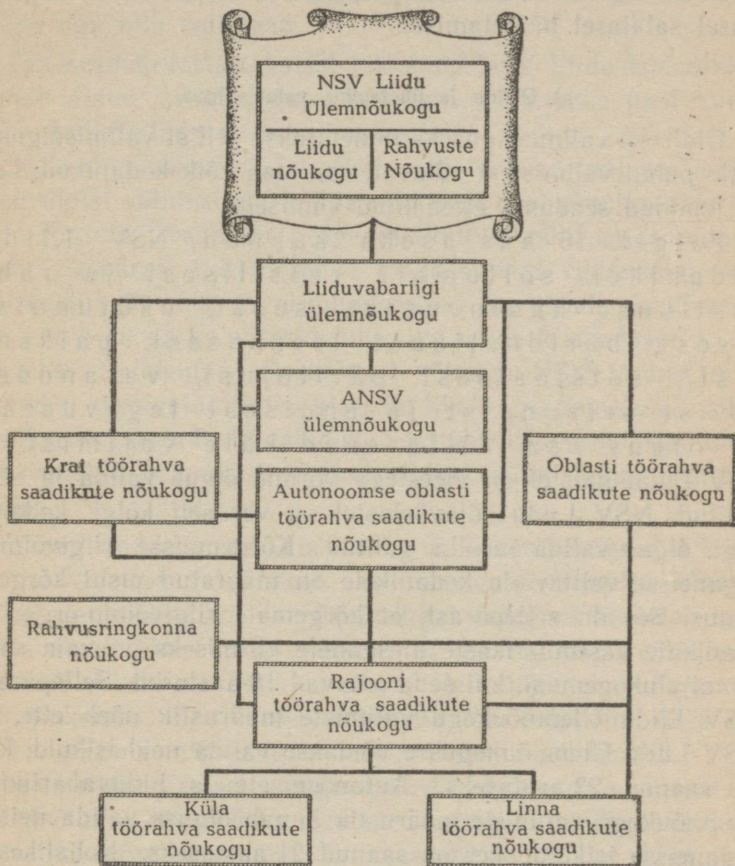 NSV Liidu
Ülemnõukogu
Liidu
nõukogu
Rahvuste
Nõukogu
Liiduvabariigi
ülemnõukogu
ANSV
ülemnõukogu
Krai töörahva
saadikute nõukogu
Autonoomse oblasti
töörahva saadikute
nõukogu
Oblasti töörahva
saadikute nõukogu
Rahvusringkonna
nõukogu
Rajooni
töörahva saadikute
nõukogu
Küla
töörahva saadikute
nõukogu
Linna
töörahva saadikute
nõukogu